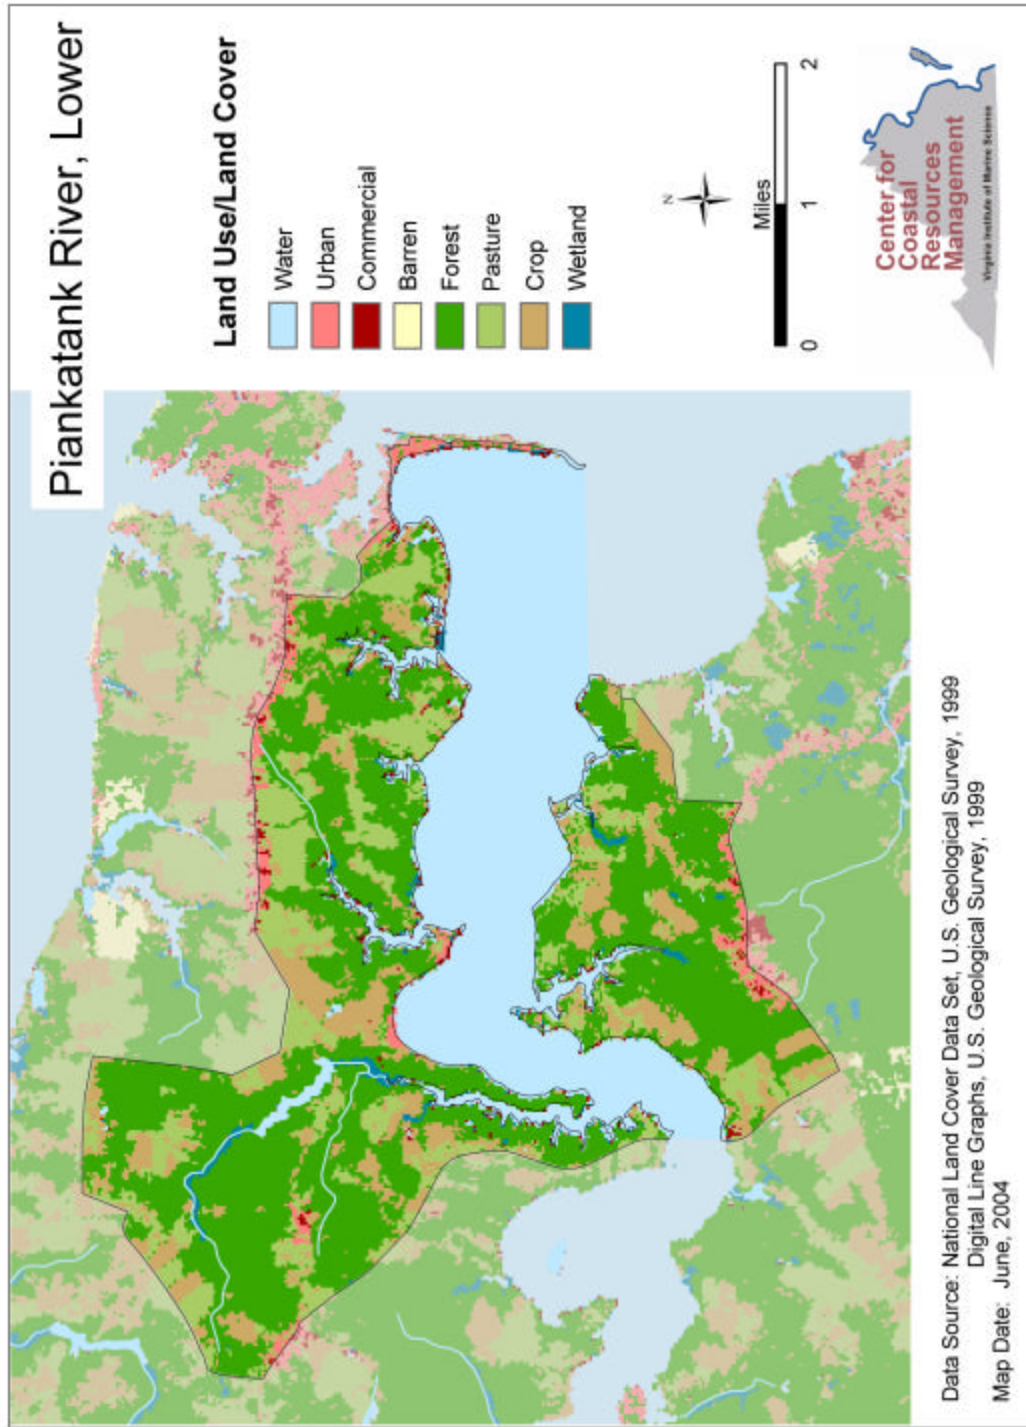 Piankatank River, Lower
Land Use/Land Cover
Water
Urban
Commercial
Barren
Forest
Pasture
Crop
Wetland
N
Miles
0 1 2
Center for
Coastal
Resources
Management
Virginia Institute of Marine Science
Data Source: National Land Cover Data Set, U.S. Geological Survey, 1999
Digital Line Graphs, U.S. Geological Survey, 1999
Map Date: June, 2004